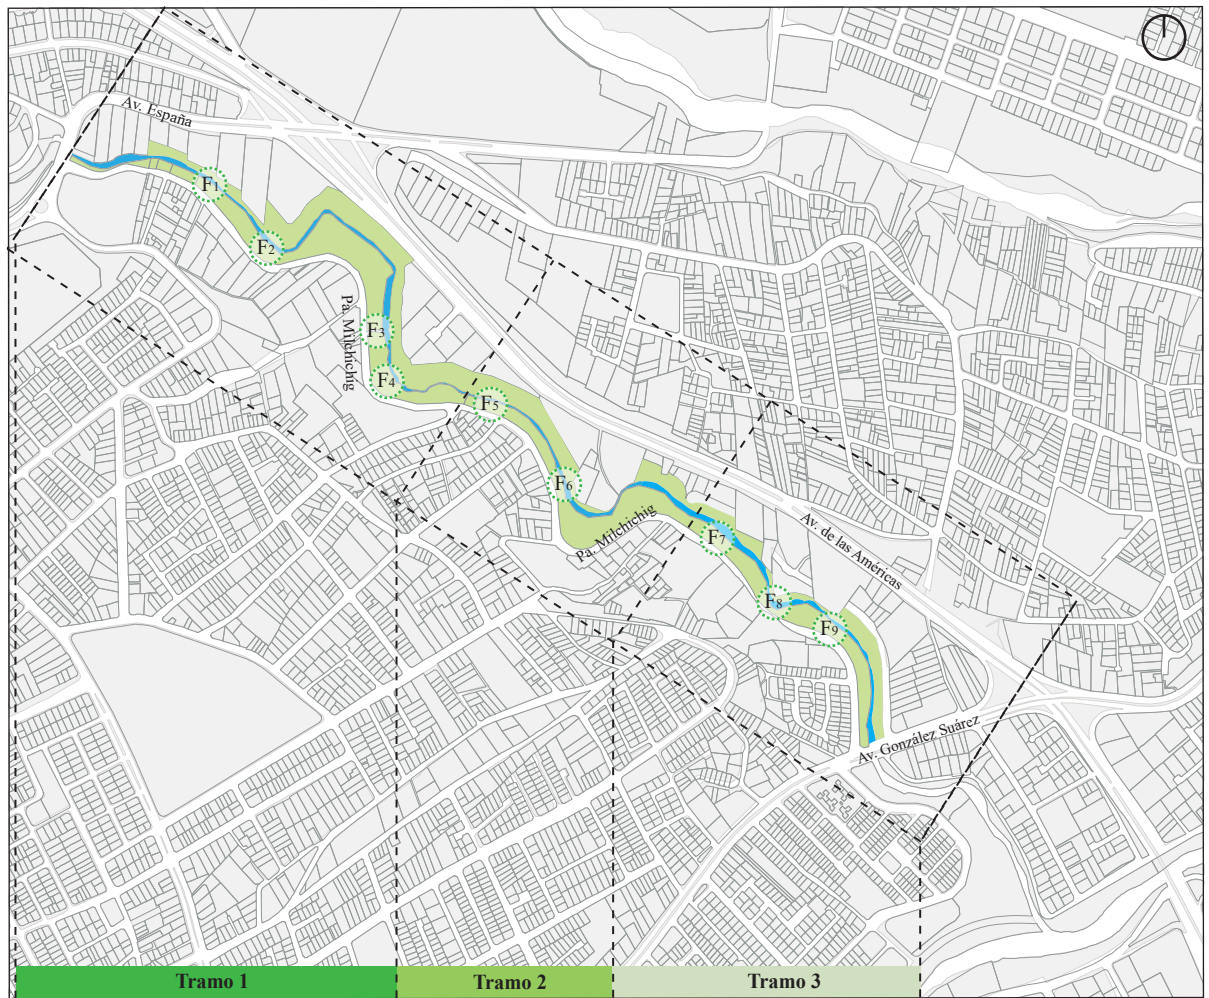 Av. España
F1
F2
Pa. Milchichig
F3
F4
F5
F6
Pa. Milchichig
F7
Av. de las Américas
F8
F9
Av. González Suárez
Tramo 1
Tramo 2
Tramo 3